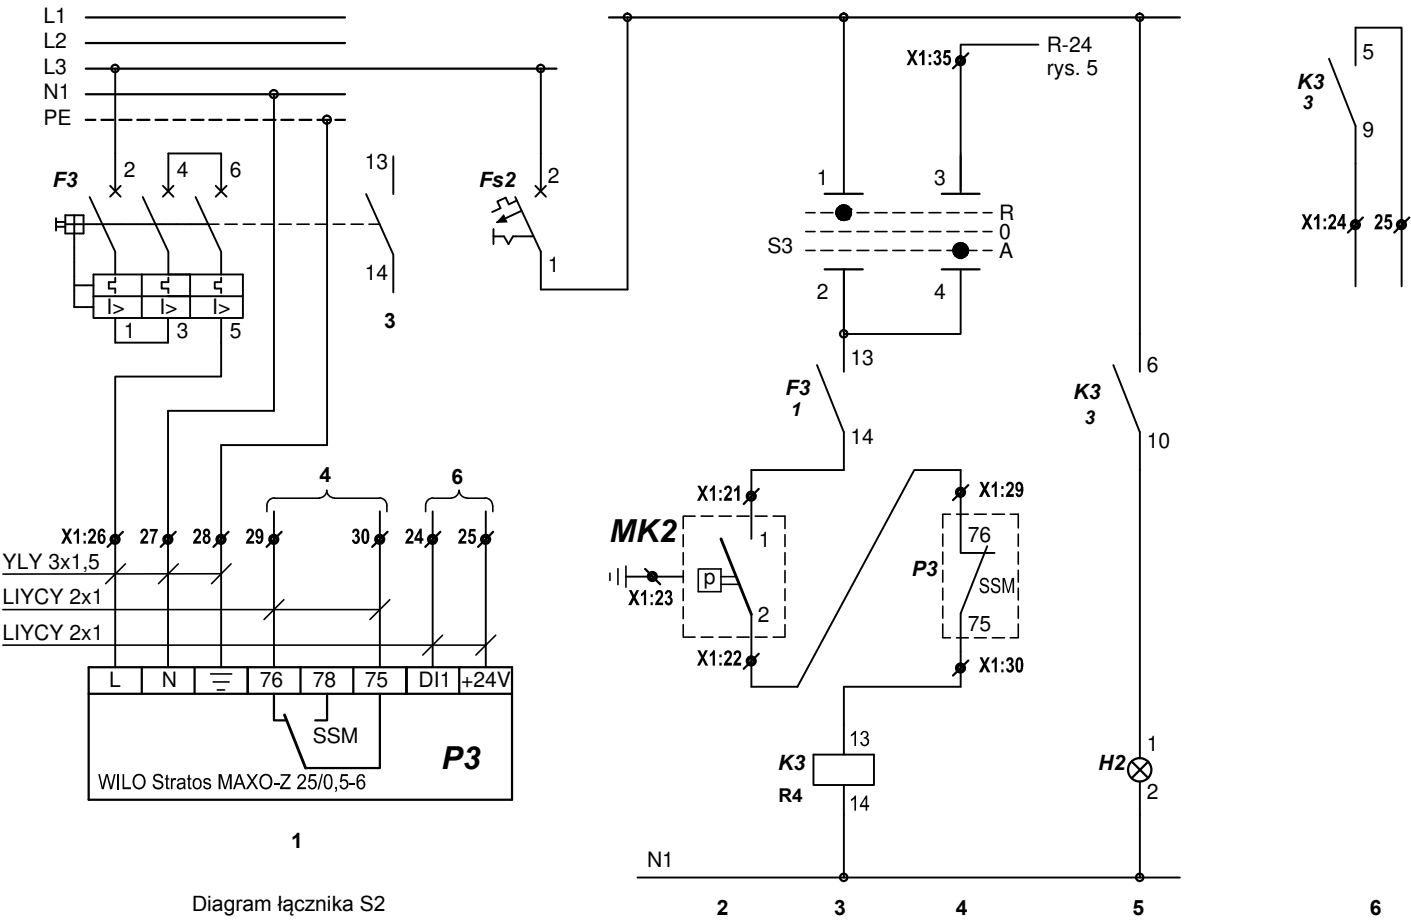 L1
L2
L3
N1
PE
F3
2
4
6
13
14
3
I>
I>
I>
1
3
5
Fs2
2
1
X1:35
R-24
rys. 5
1
3
R
0
A
S3
2
4
13
F3
1
14
X1:21
MK2
1
p
2
X1:23
X1:22
X1:29
76
P3
SSM
75
X1:30
13
K3
R4
14
6
K3
3
10
1
H2
2
5
K3
3
9
X1:24
25
4
6
X1:26
27
28
29
30
24
25
YLY 3x1,5
LIYCY 2x1
LIYCY 2x1
L
N
76
78
75
DI1
+24V
SSM
P3
WILO Stratos MAXO-Z 25/0,5-6
1
N1
Diagram łącznika S2
2
3
4
5
6